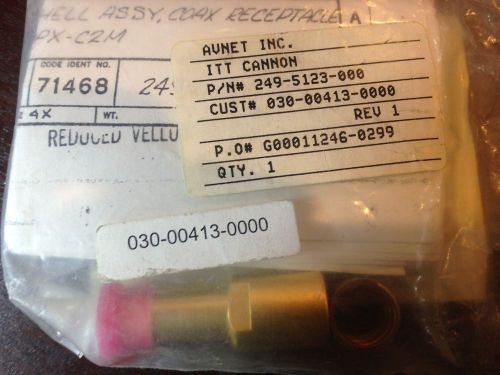 HELL ASSY, COAX RECEPTACLE A
PX-C2M
CODE IDENT NO.
71468
249
4X
WT.
REDUCED VELLU
AVNET INC.
ITT CANNON
P/N# 249-5123-000
CUST# 030-00413-0000
REV 1
P.O# G00011246-0299
QTY. 1
030-00413-0000